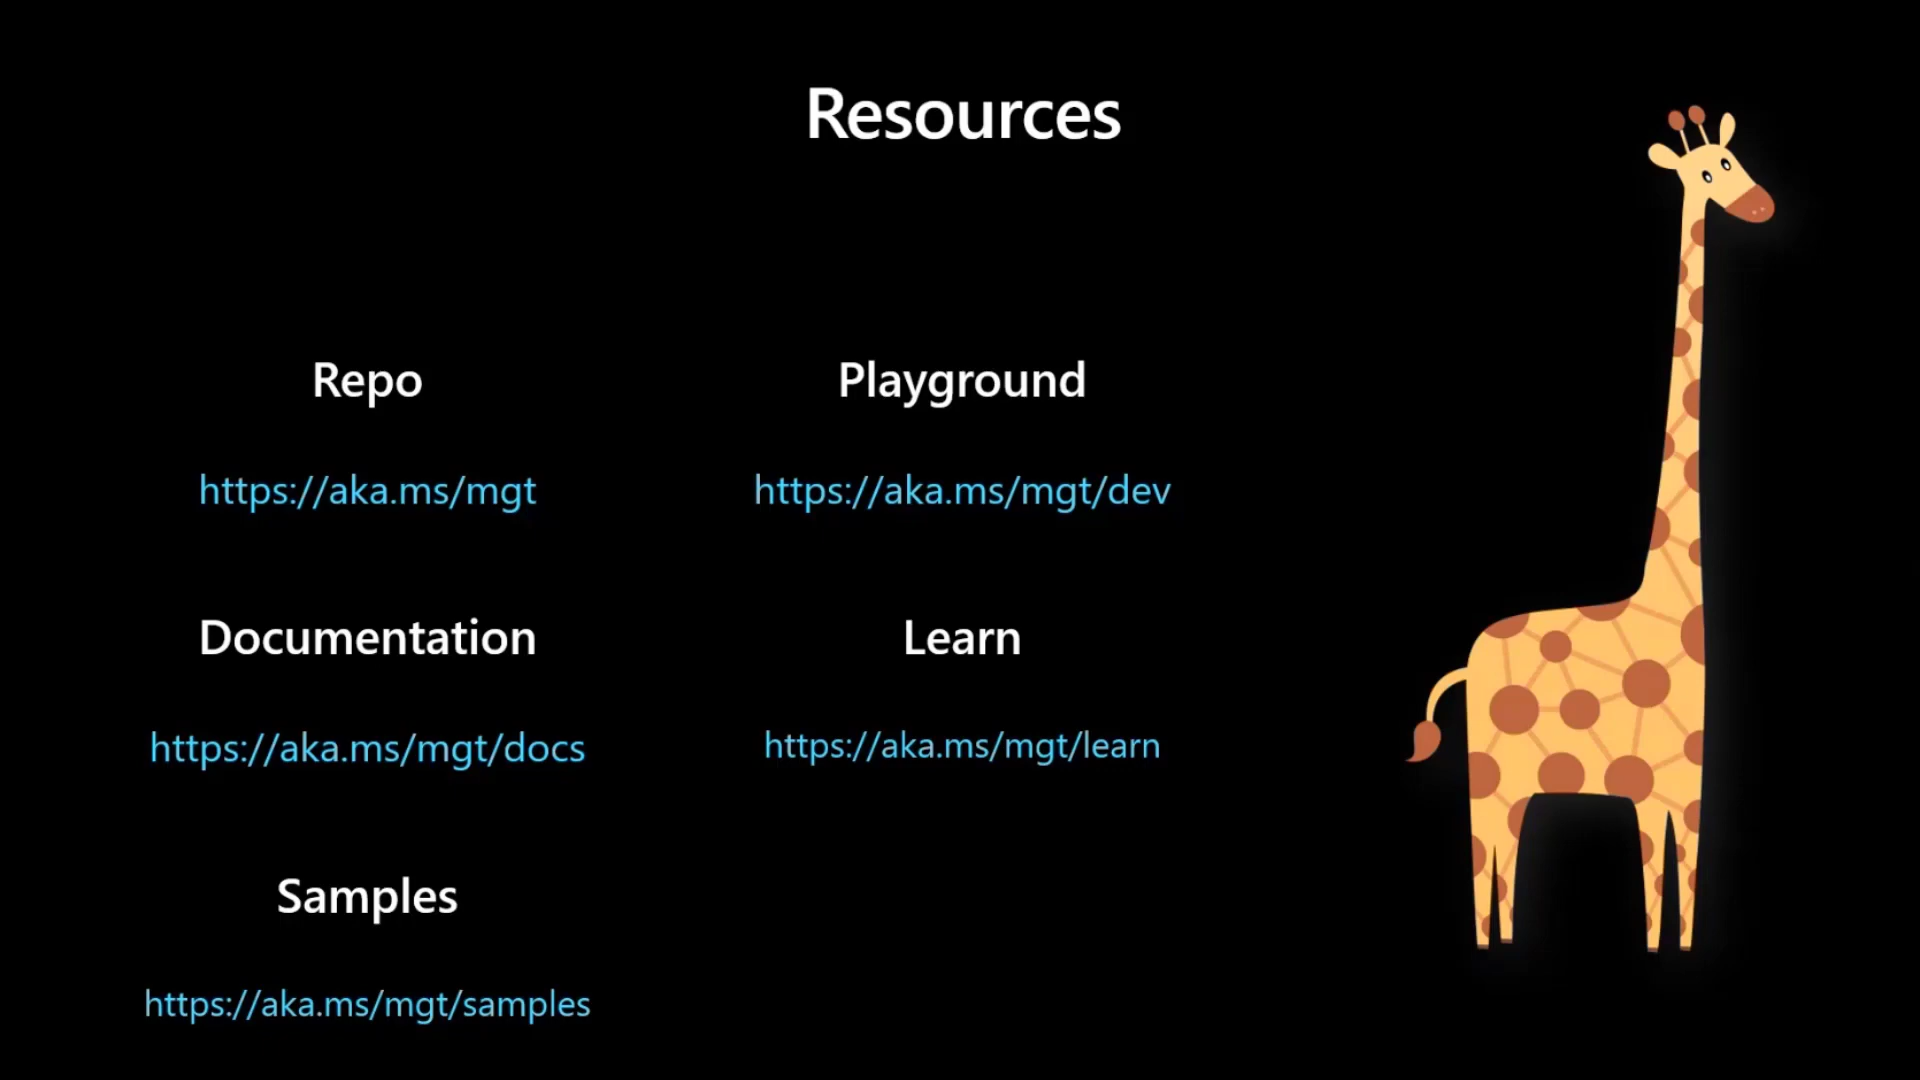 Resources
Repo
https://aka.ms/mgt
Playground
https://aka.ms/mgt/dev
Documentation
https://aka.ms/mgt/docs
Learn
https://aka.ms/mgt/learn
Samples
https://aka.ms/mgt/samples